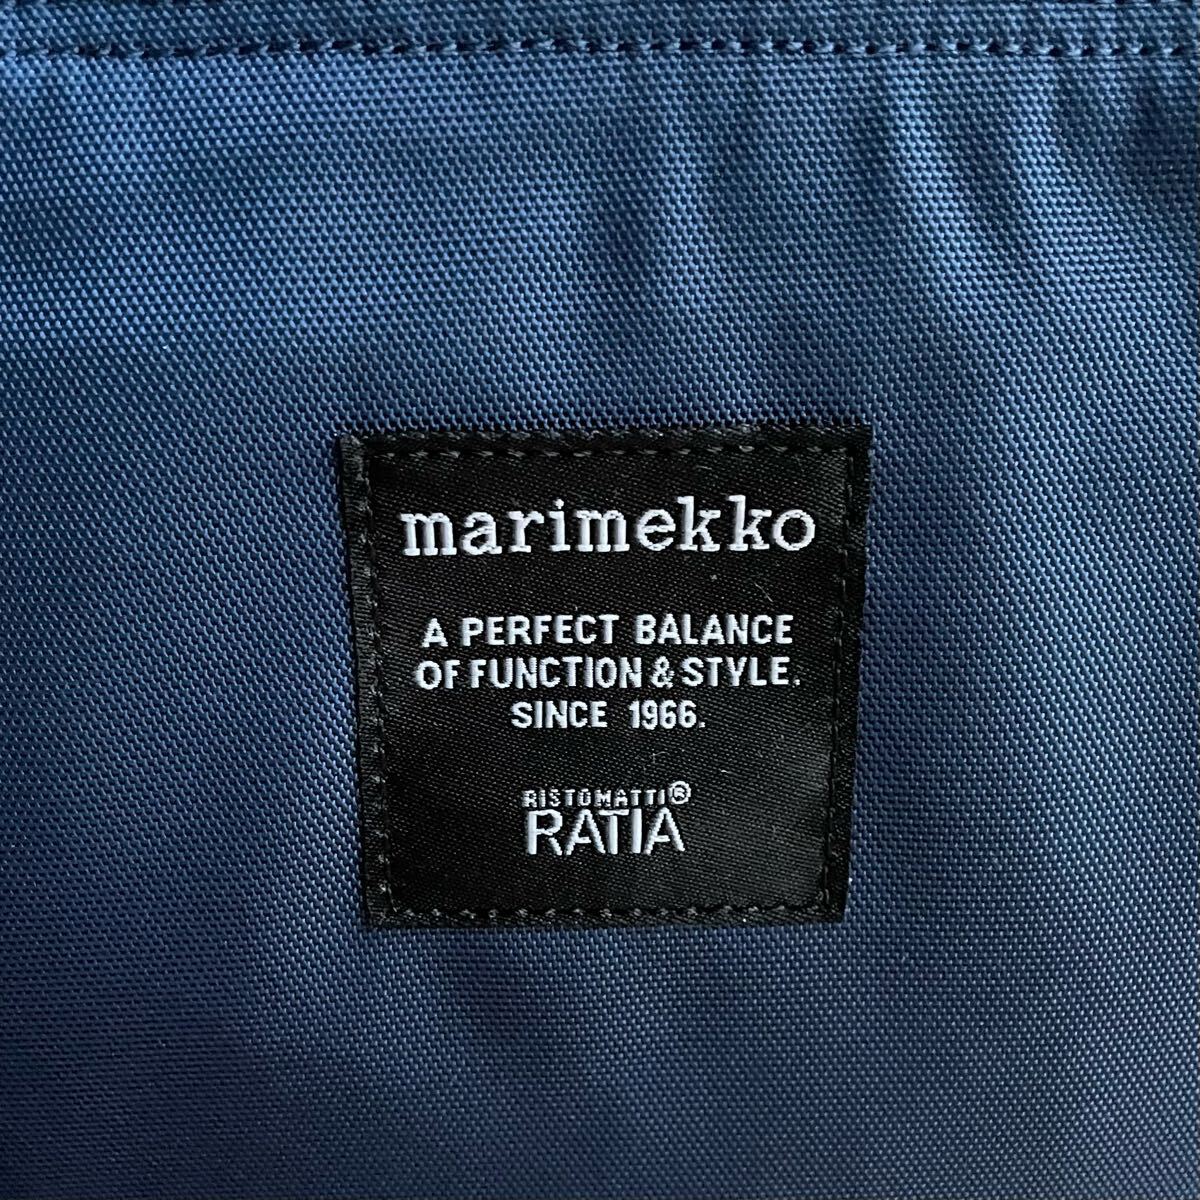 marimekko
A PERFECT BALANCE
OF FUNCTION & STYLE.
SINCE 1966.
RISTOMATTI®
RATIA